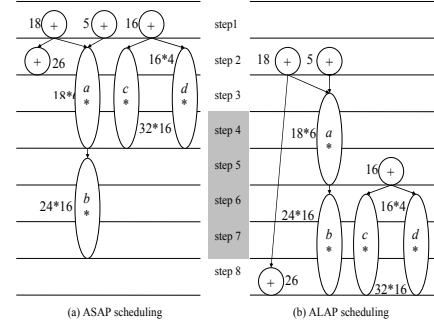 18 + 5 + 16 + step1
+ 26 16*4 step 2 18 + 5 +
a * c * d * step 3
18*6 step 4 a *
32*16 18*6
step 5 16 +
b * step 6 16*4
24*16 24*16 b * c * d *
step 7
step 8 + 26 32*16
(a) ASAP scheduling (b) ALAP scheduling